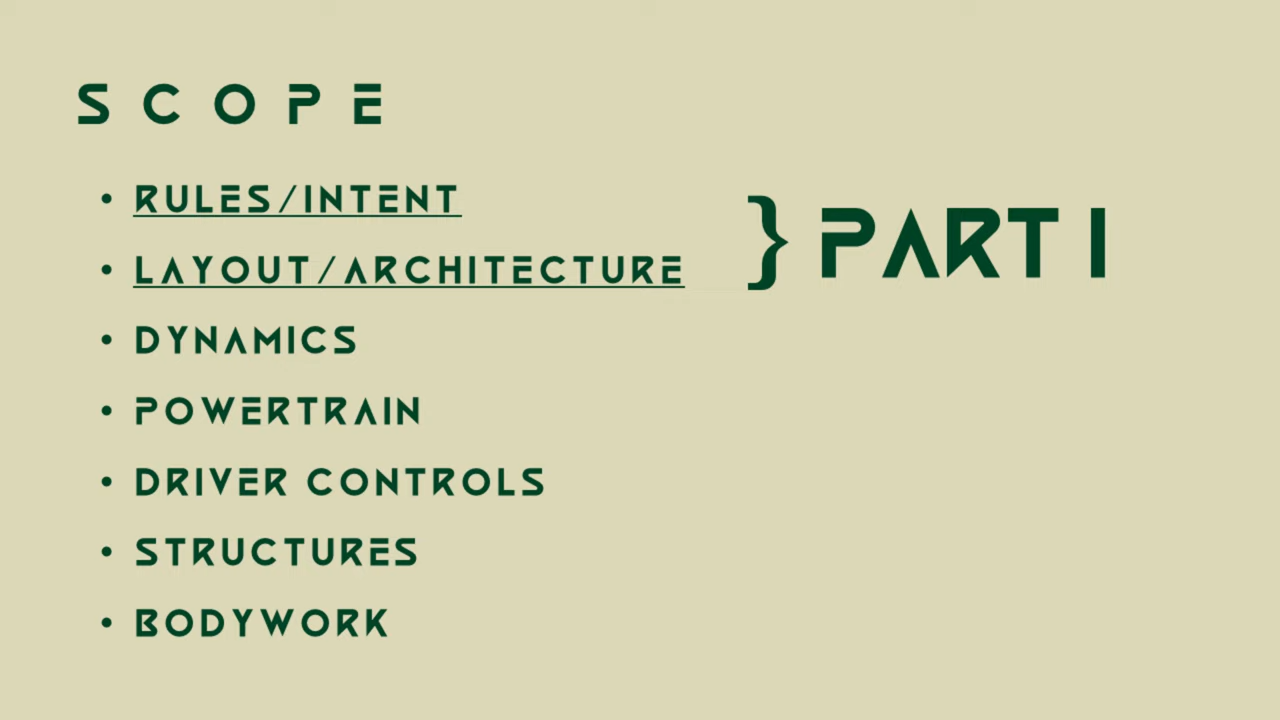 SCOPE
• RULES/INTENT
• LAYOUT/ARCHITECTURE
} PART I
• DYNAMICS
• POWERTRAIN
• DRIVER CONTROLS
• STRUCTURES
• BODYWORK